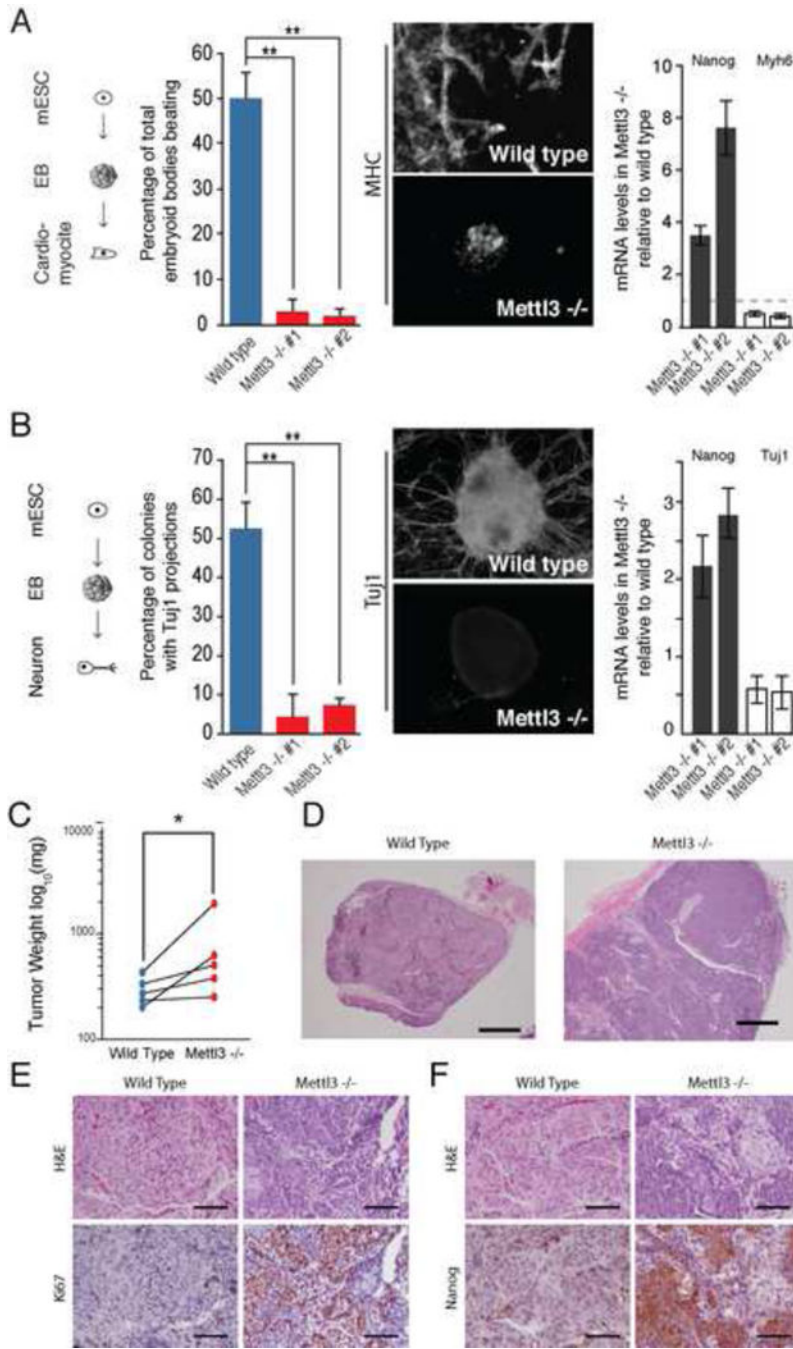 A
mESC
EB
Cardio-
myocite
Percentage of total
embryoid bodies beating
60
50
40
30
20
10
0
**
**
Wild type
Mettl3 -/- #1
Mettl3 -/- #2
MHC
Wild type
Mettl3 -/-
mRNA levels in Mettl3 -/-
relative to wild type
Nanog
Myh6
10
8
6
4
2
0
Mettl3 -/- #1
Mettl3 -/- #2
Mettl3 -/- #1
Mettl3 -/- #2
B
mESC
EB
Neuron
Percentage of colonies
with Tuj1 projections
70
60
50
40
30
20
10
0
**
**
Wild type
Mettl3 -/- #1
Mettl3 -/- #2
Tuj1
Wild type
Mettl3 -/-
mRNA levels in Mettl3 -/-
relative to wild type
Nanog
Tuj1
3
2
1
0
Mettl3 -/- #1
Mettl3 -/- #2
Mettl3 -/- #1
Mettl3 -/- #2
C
Tumor Weight log10(mg)
10000
1000
100
*
Wild Type
Mettl3 -/-
D
Wild Type
Mettl3 -/-
E
Wild Type
Mettl3 -/-
H&E
Ki67
F
Wild Type
Mettl3 -/-
H&E
Nanog